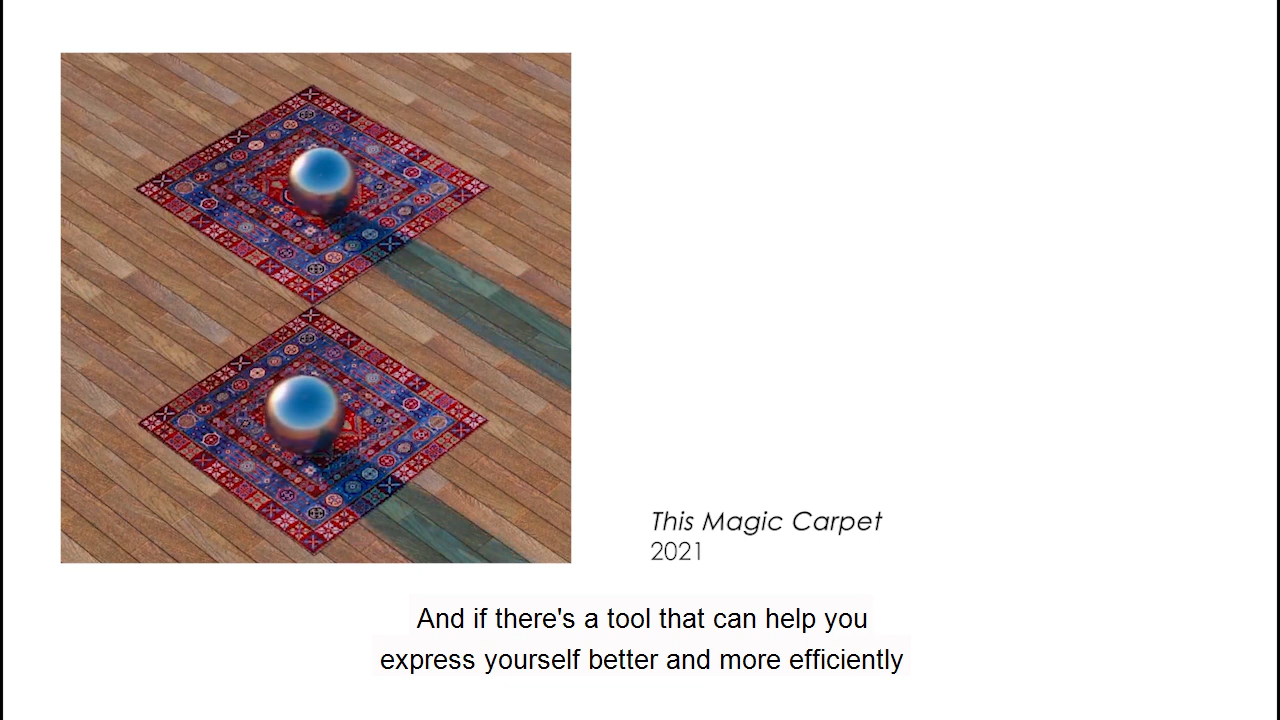 This Magic Carpet
2021
And if there's a tool that can help you
express yourself better and more efficiently